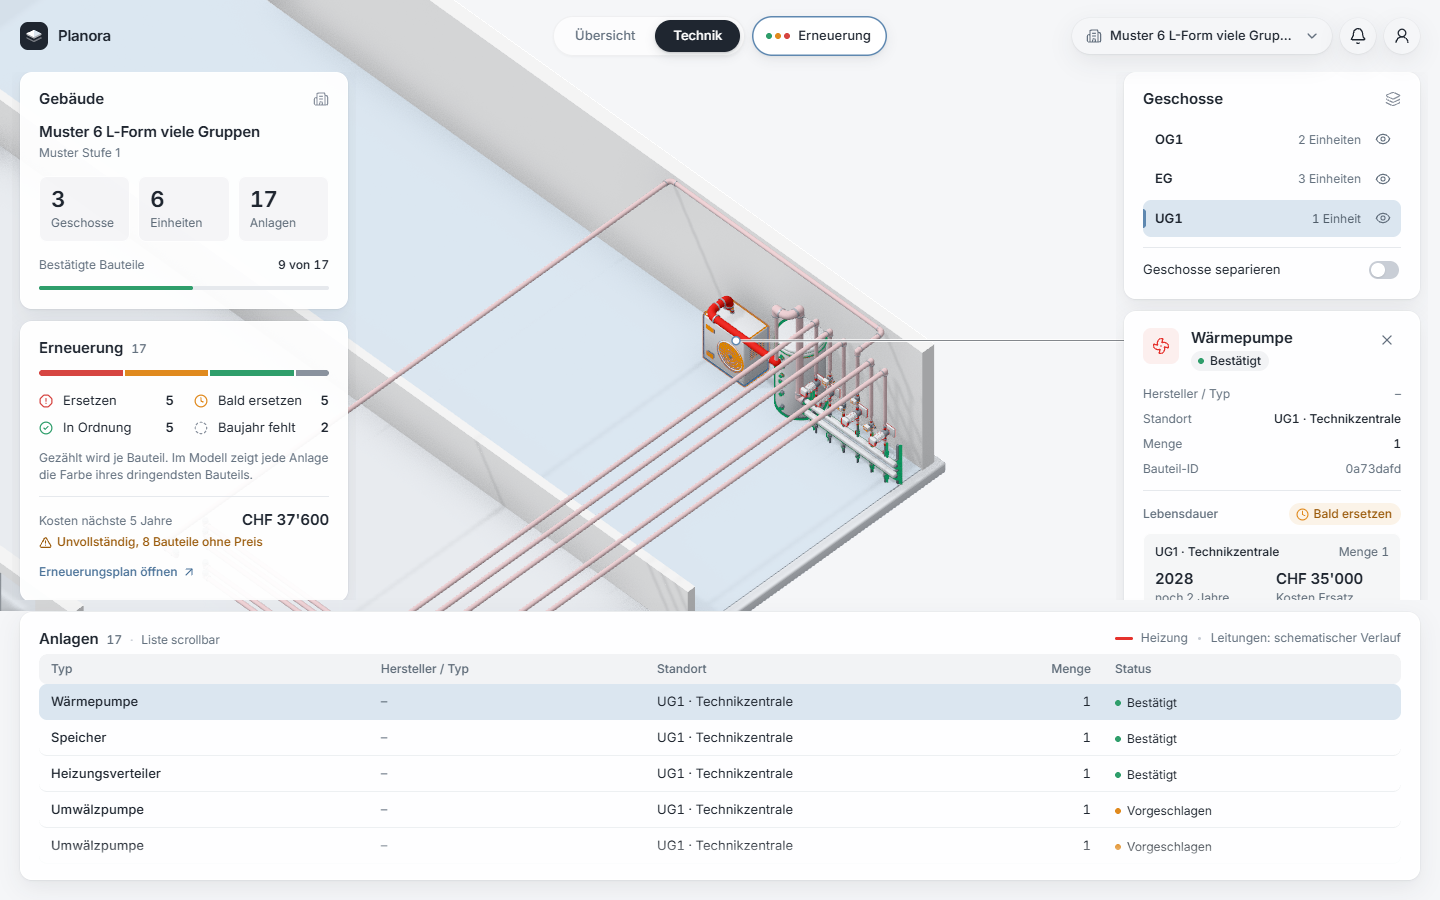 Planora
Übersicht
Technik
Erneuerung
Muster 6 L-Form viele Grup...
Gebäude
Muster 6 L-Form viele Gruppen
Muster Stufe 1
3 6 17
Geschosse Einheiten Anlagen
Bestätigte Bauteile 9 von 17
Erneuerung 17
Ersetzen 5 Bald ersetzen 5
In Ordnung 5 Baujahr fehlt 2
Gezählt wird je Bauteil. Im Modell zeigt jede Anlage
die Farbe ihres dringendsten Bauteils.
Kosten nächste 5 Jahre CHF 37'600
Unvollständig, 8 Bauteile ohne Preis
Erneuerungsplan öffnen
Geschosse
OG1 2 Einheiten
EG 3 Einheiten
UG1 1 Einheit
Geschosse separieren
Wärmepumpe
Bestätigt
Hersteller / Typ –
Standort UG1 · Technikzentrale
Menge 1
Bauteil-ID 0a73dafd
Lebensdauer Bald ersetzen
UG1 · Technikzentrale Menge 1
2028 CHF 35'000
noch 2 Jahre Kosten Ersatz
Anlagen 17 · Liste scrollbar
Heizung • Leitungen: schematischer Verlauf
Typ Hersteller / Typ Standort Menge Status
Wärmepumpe – UG1 · Technikzentrale 1 Bestätigt
Speicher – UG1 · Technikzentrale 1 Bestätigt
Heizungsverteiler – UG1 · Technikzentrale 1 Bestätigt
Umwälzpumpe – UG1 · Technikzentrale 1 Vorgeschlagen
Umwälzpumpe – UG1 · Technikzentrale 1 Vorgeschlagen